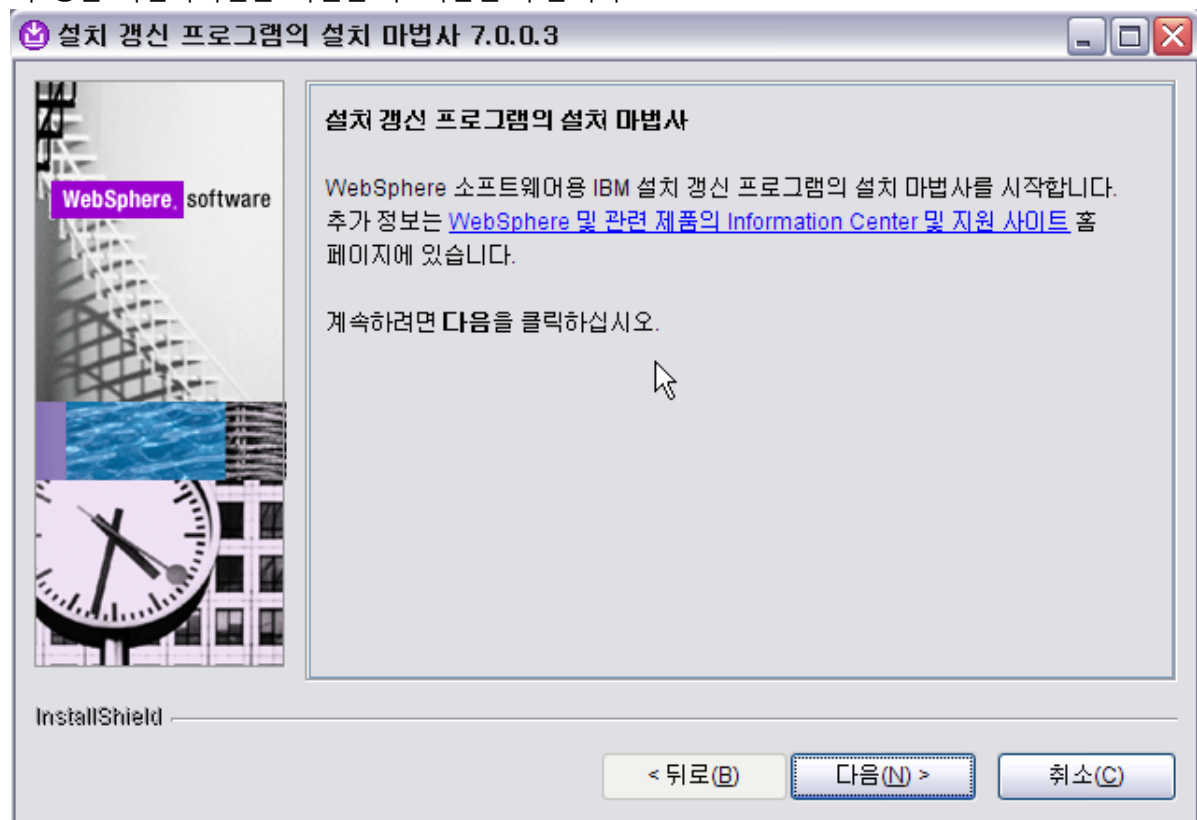 설치 갱신 프로그램의 설치 마법사 7.0.0.3
WebSphere. software
설치 갱신 프로그램의 설치 마법사
WebSphere 소프트웨어용 IBM 설치 갱신 프로그램의 설치 마법사를 시작합니다.
추가 정보는 WebSphere 및 관련 제품의 Information Center 및 지원 사이트 홈
페이지에 있습니다.
계속하려면 다음을 클릭하십시오.
InstallShield
< 뒤로(B)
다음(N) >
취소(C)